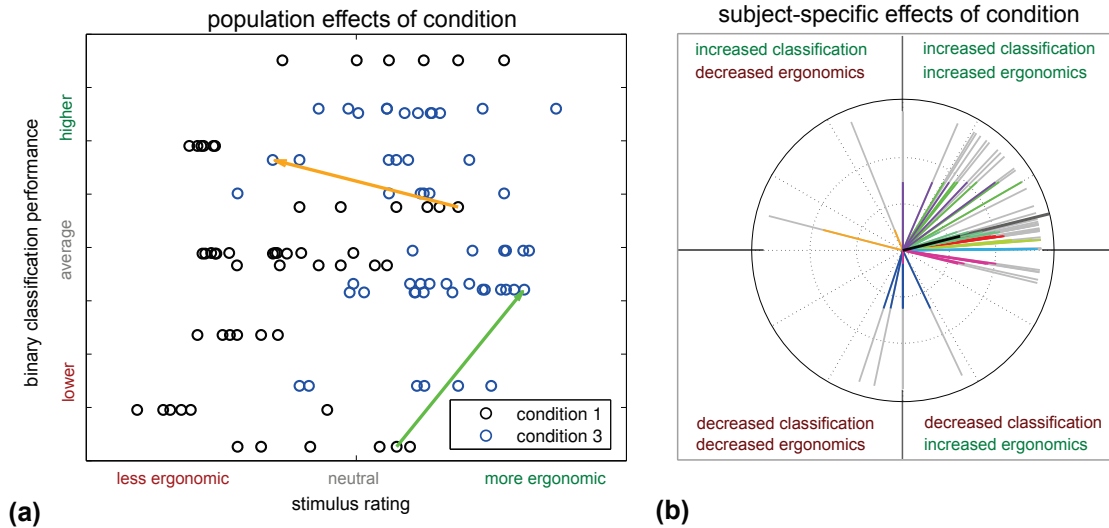 population effects of condition
binary classification performance
higher
average
lower
condition 1
condition 3
less ergonomic
neutral
more ergonomic
stimulus rating
(a)
subject-specific effects of condition
increased classification
decreased ergonomics
increased classification
increased ergonomics
decreased classification
decreased ergonomics
decreased classification
increased ergonomics
(b)